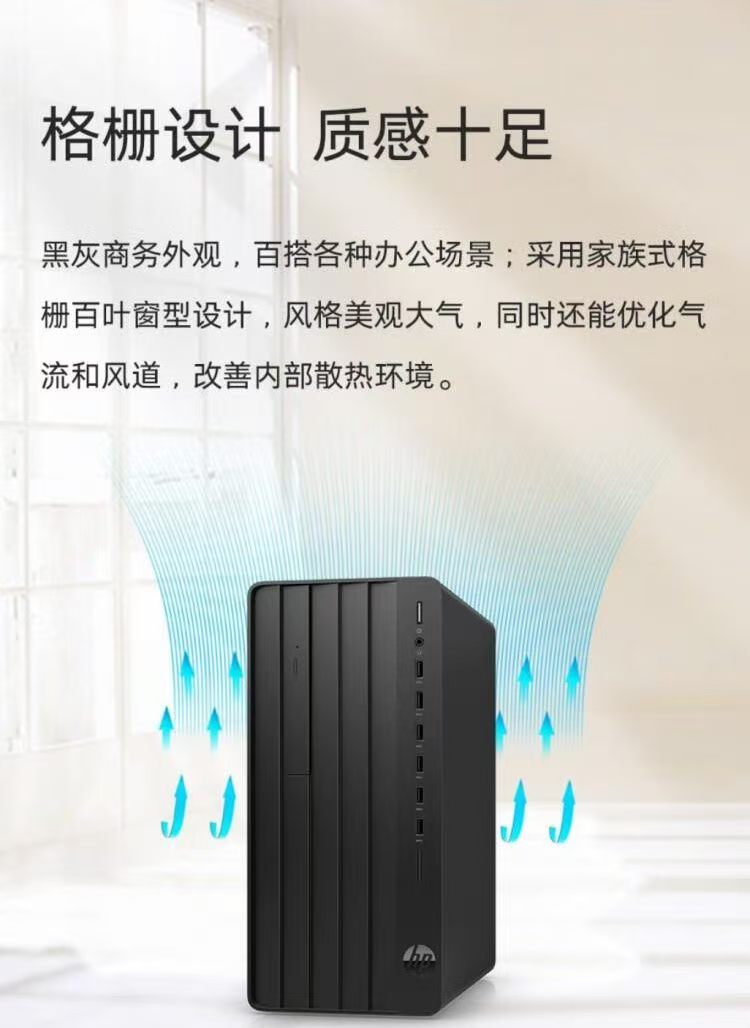 格栅设计 质感十足
黑灰商务外观，百搭各种办公场景；采用家族式格
栅百叶窗型设计，风格美观大气，同时还能优化气
流和风道，改善内部散热环境。
hp